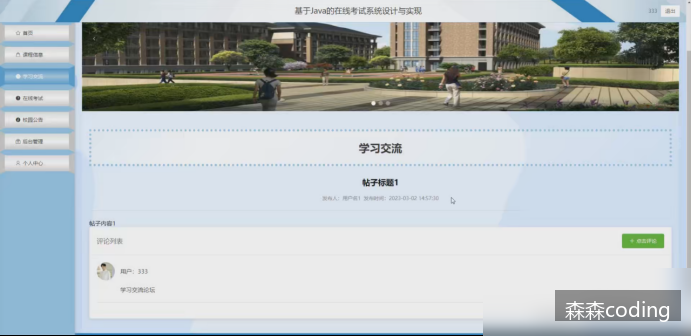 基于Java的在线考试系统设计与实现
333
退出
首页
课程信息
学习交流
在线考试
校园公告
后台管理
个人中心
学习交流
帖子标题1
发布人：用户名1 发布时间：2023-03-02 14:57:26
帖子内容1
评论列表
点击评论
用户：333
学习交流论坛
森森coding